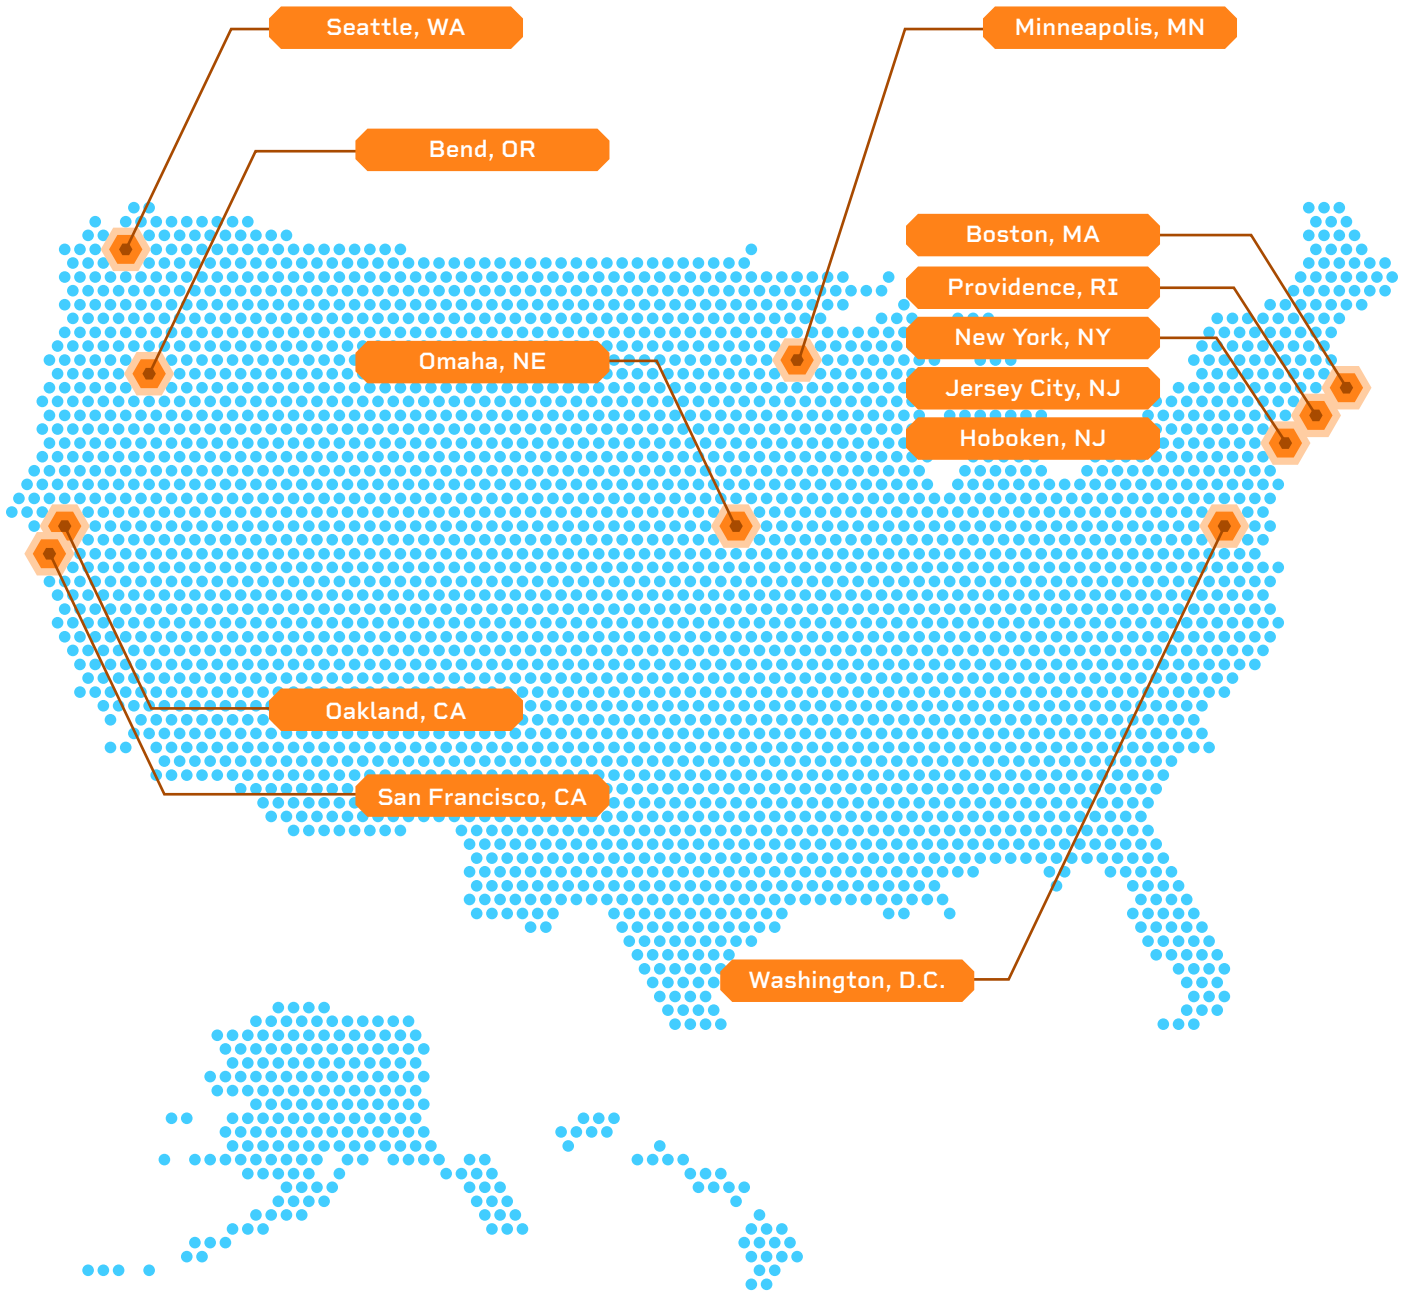 Seattle, WA
Minneapolis, MN
Bend, OR
Boston, MA
Providence, RI
New York, NY
Omaha, NE
Jersey City, NJ
Hoboken, NJ
Oakland, CA
San Francisco, CA
Washington, D.C.